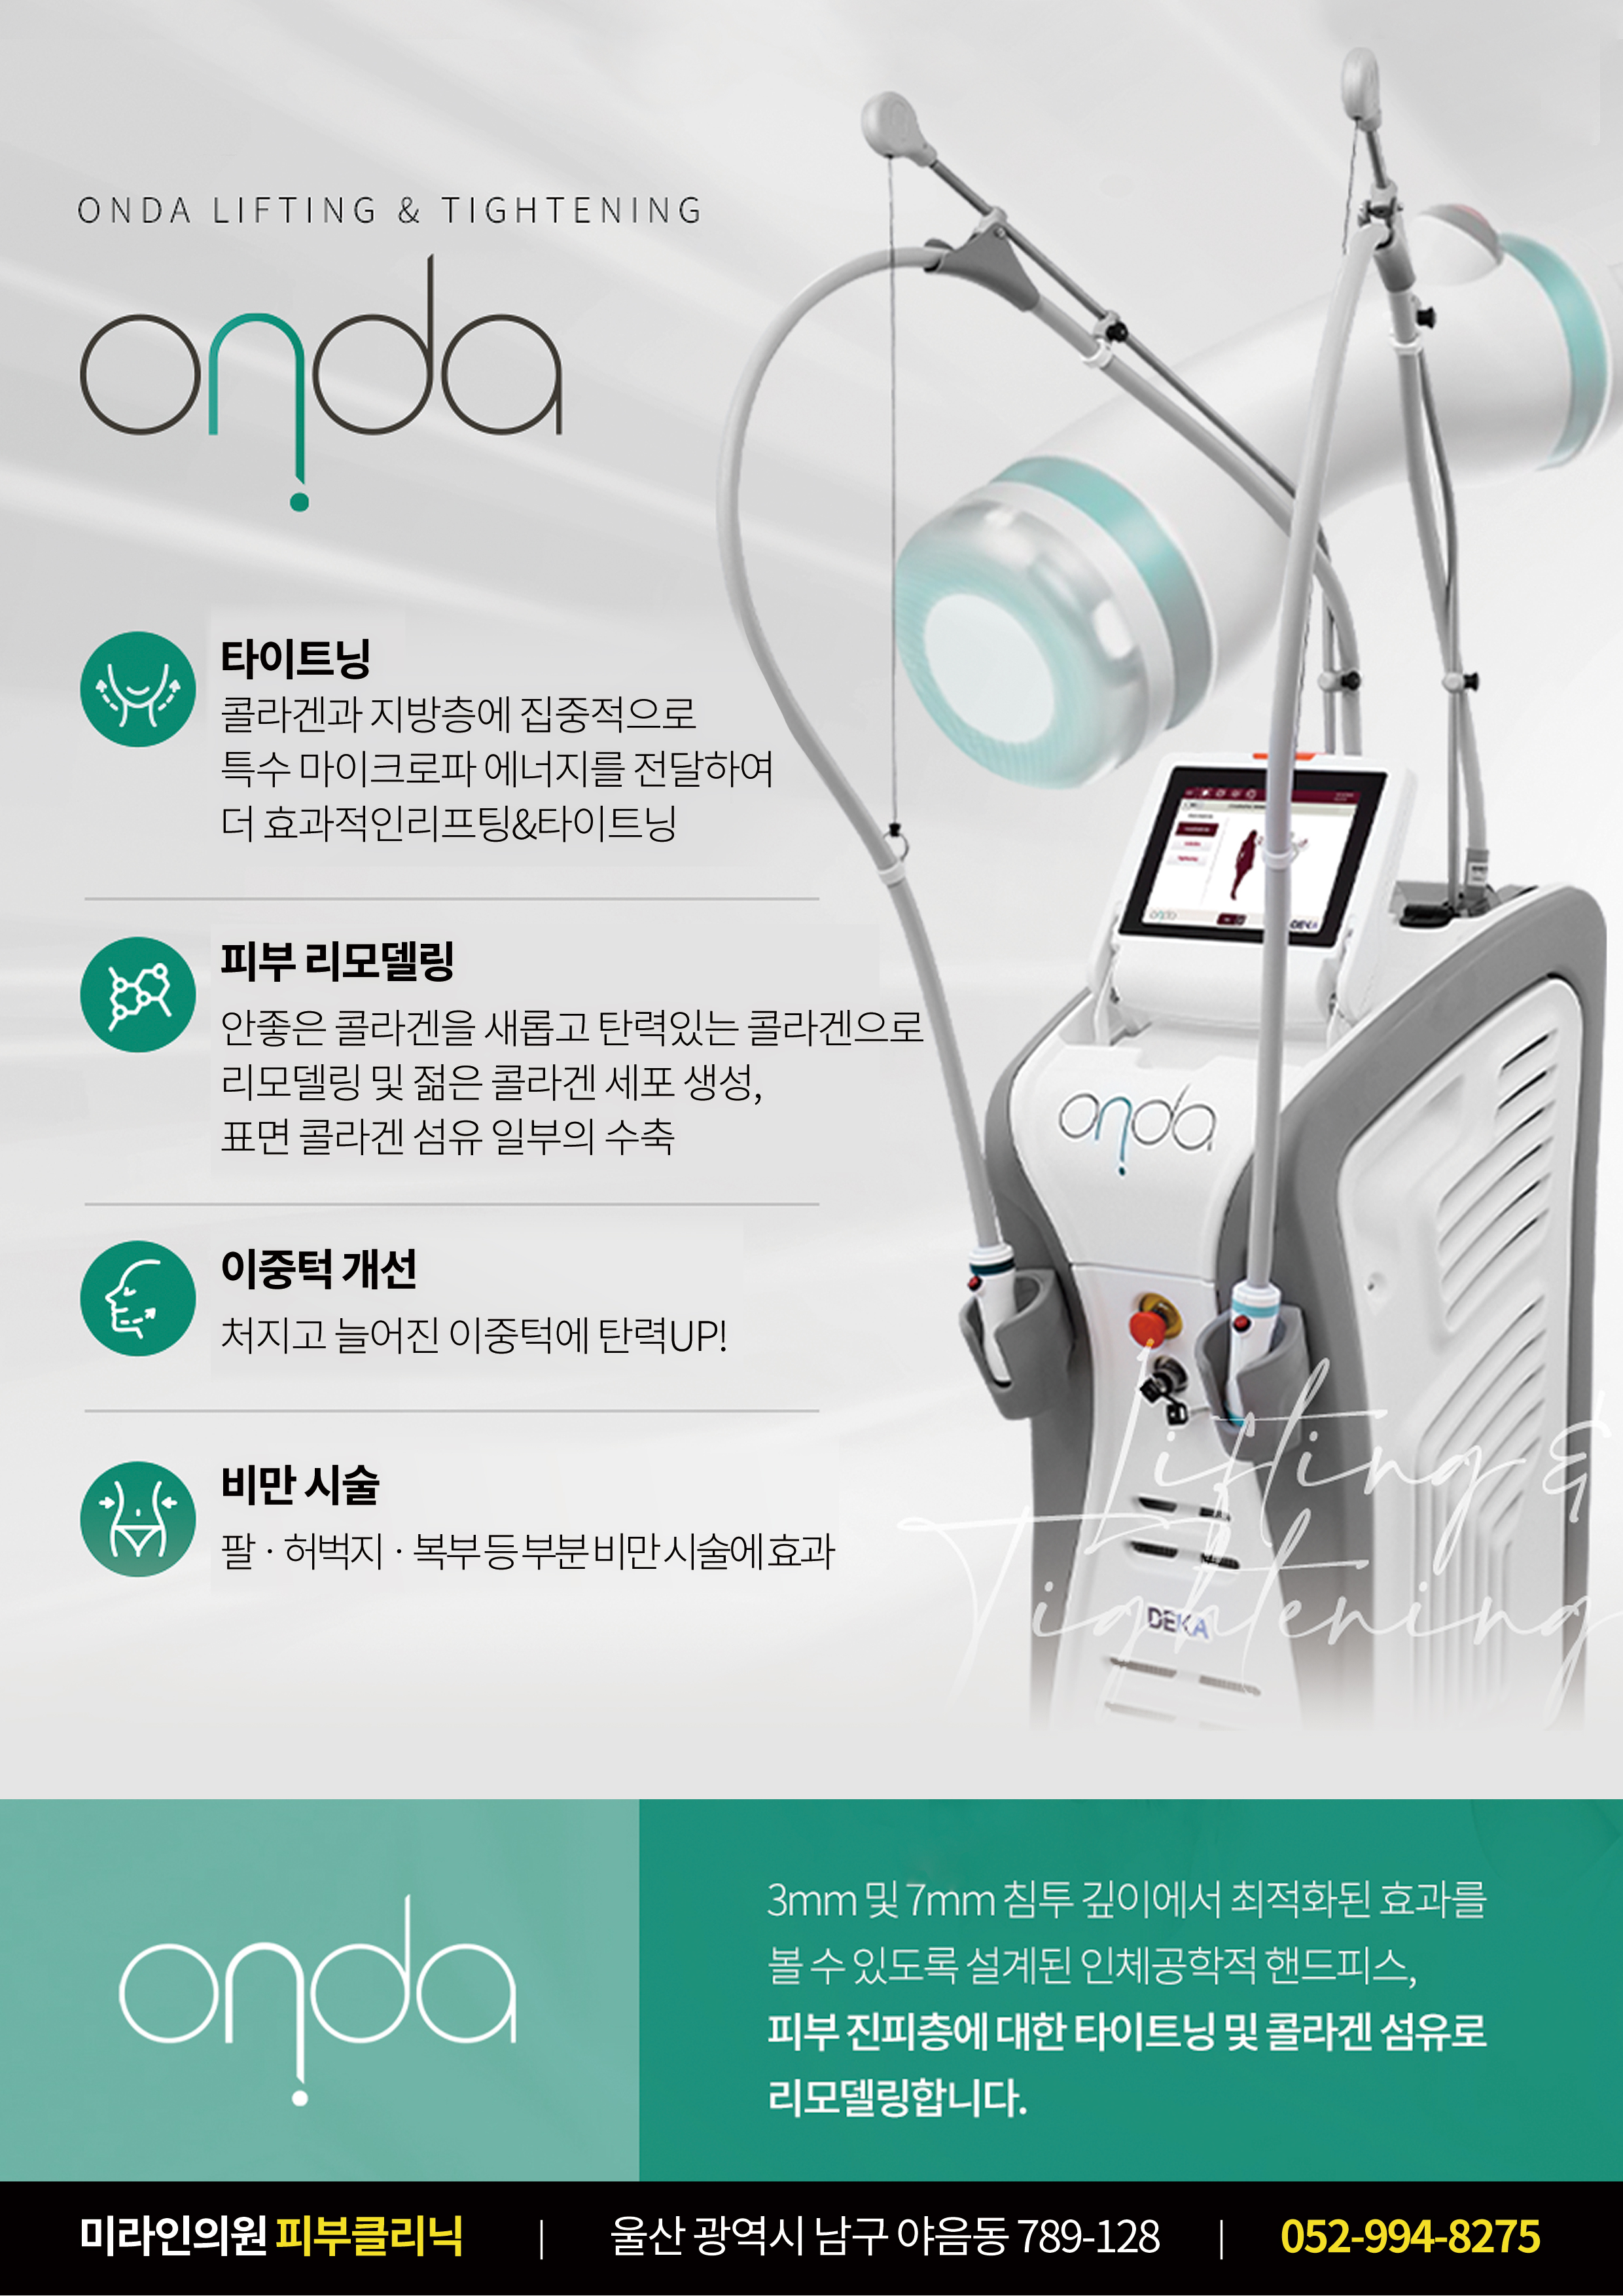 ONDA LIFTING & TIGHTENING
onda
타이트닝
콜라겐과 지방층에 집중적으로
특수 마이크로파 에너지를 전달하여
더 효과적인리프팅&타이트닝
피부 리모델링
안좋은 콜라겐을 새롭고 탄력있는 콜라겐으로
리모델링 및 젊은 콜라겐 세포 생성,
표면 콜라겐 섬유 일부의 수축
이중턱 개선
처지고 늘어진 이중턱에 탄력UP!
비만 시술
팔 · 허벅지 · 복부 등 부분 비만 시술에 효과
onda
DEKA
onda
Lifting &
Tightening
DEKA
onda
3mm 및 7mm 침투 깊이에서 최적화된 효과를
볼 수 있도록 설계된 인체공학적 핸드피스,
피부 진피층에 대한 타이트닝 및 콜라겐 섬유로
리모델링합니다.
미라인의원 피부클리닉
울산 광역시 남구 야음동 789-128
052-994-8275